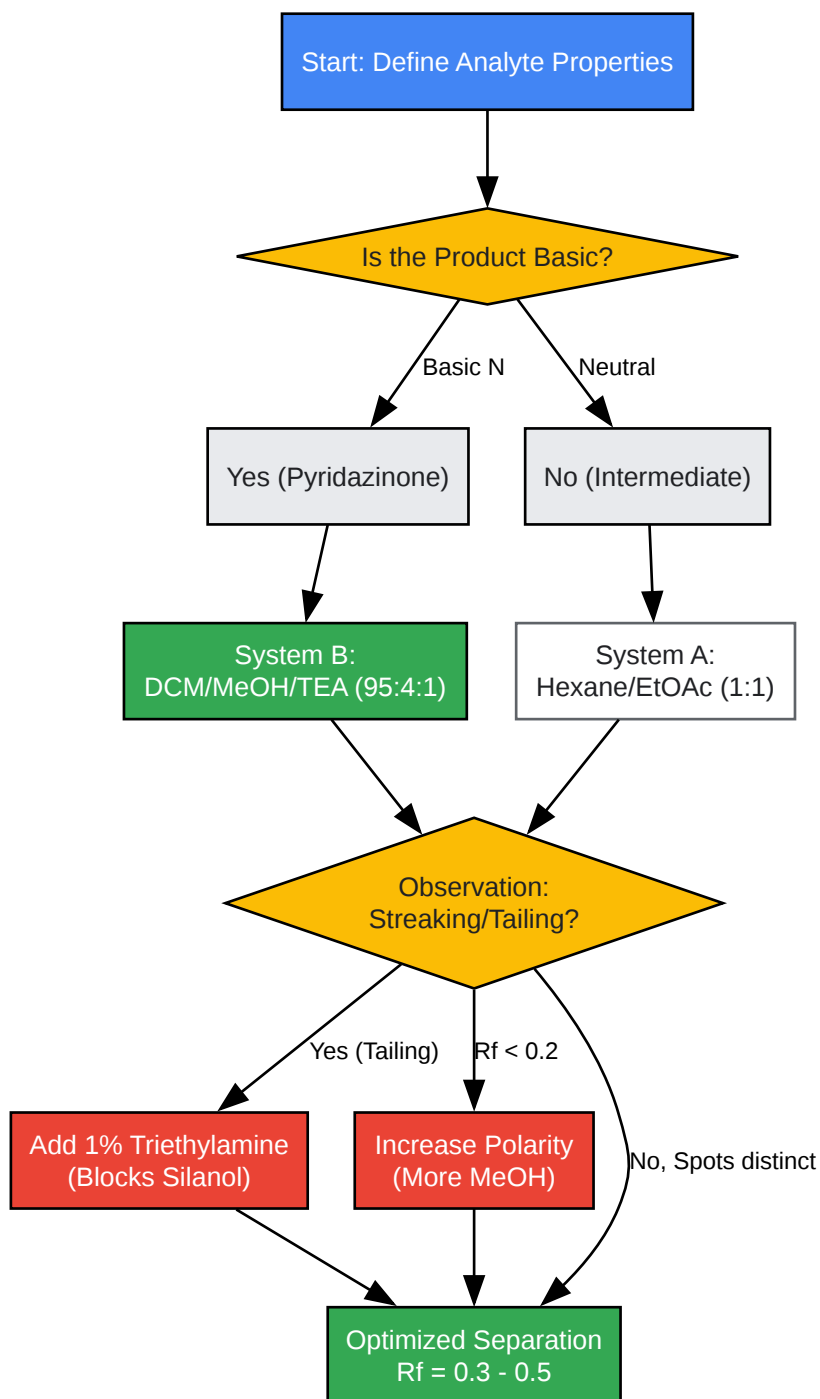 Start: Define Analyte Properties
Is the Product Basic?
Basic N
Neutral
Yes (Pyridazinone)
No (Intermediate)
System B:
DCM/MeOH/TEA (95:4:1)
System A:
Hexane/EtOAc (1:1)
Observation:
Streaking/Tailing?
Yes (Tailing)
Rf < 0.2
No, Spots distinct
Add 1% Triethylamine
(Blocks Silanol)
Increase Polarity
(More MeOH)
Optimized Separation
Rf = 0.3 - 0.5